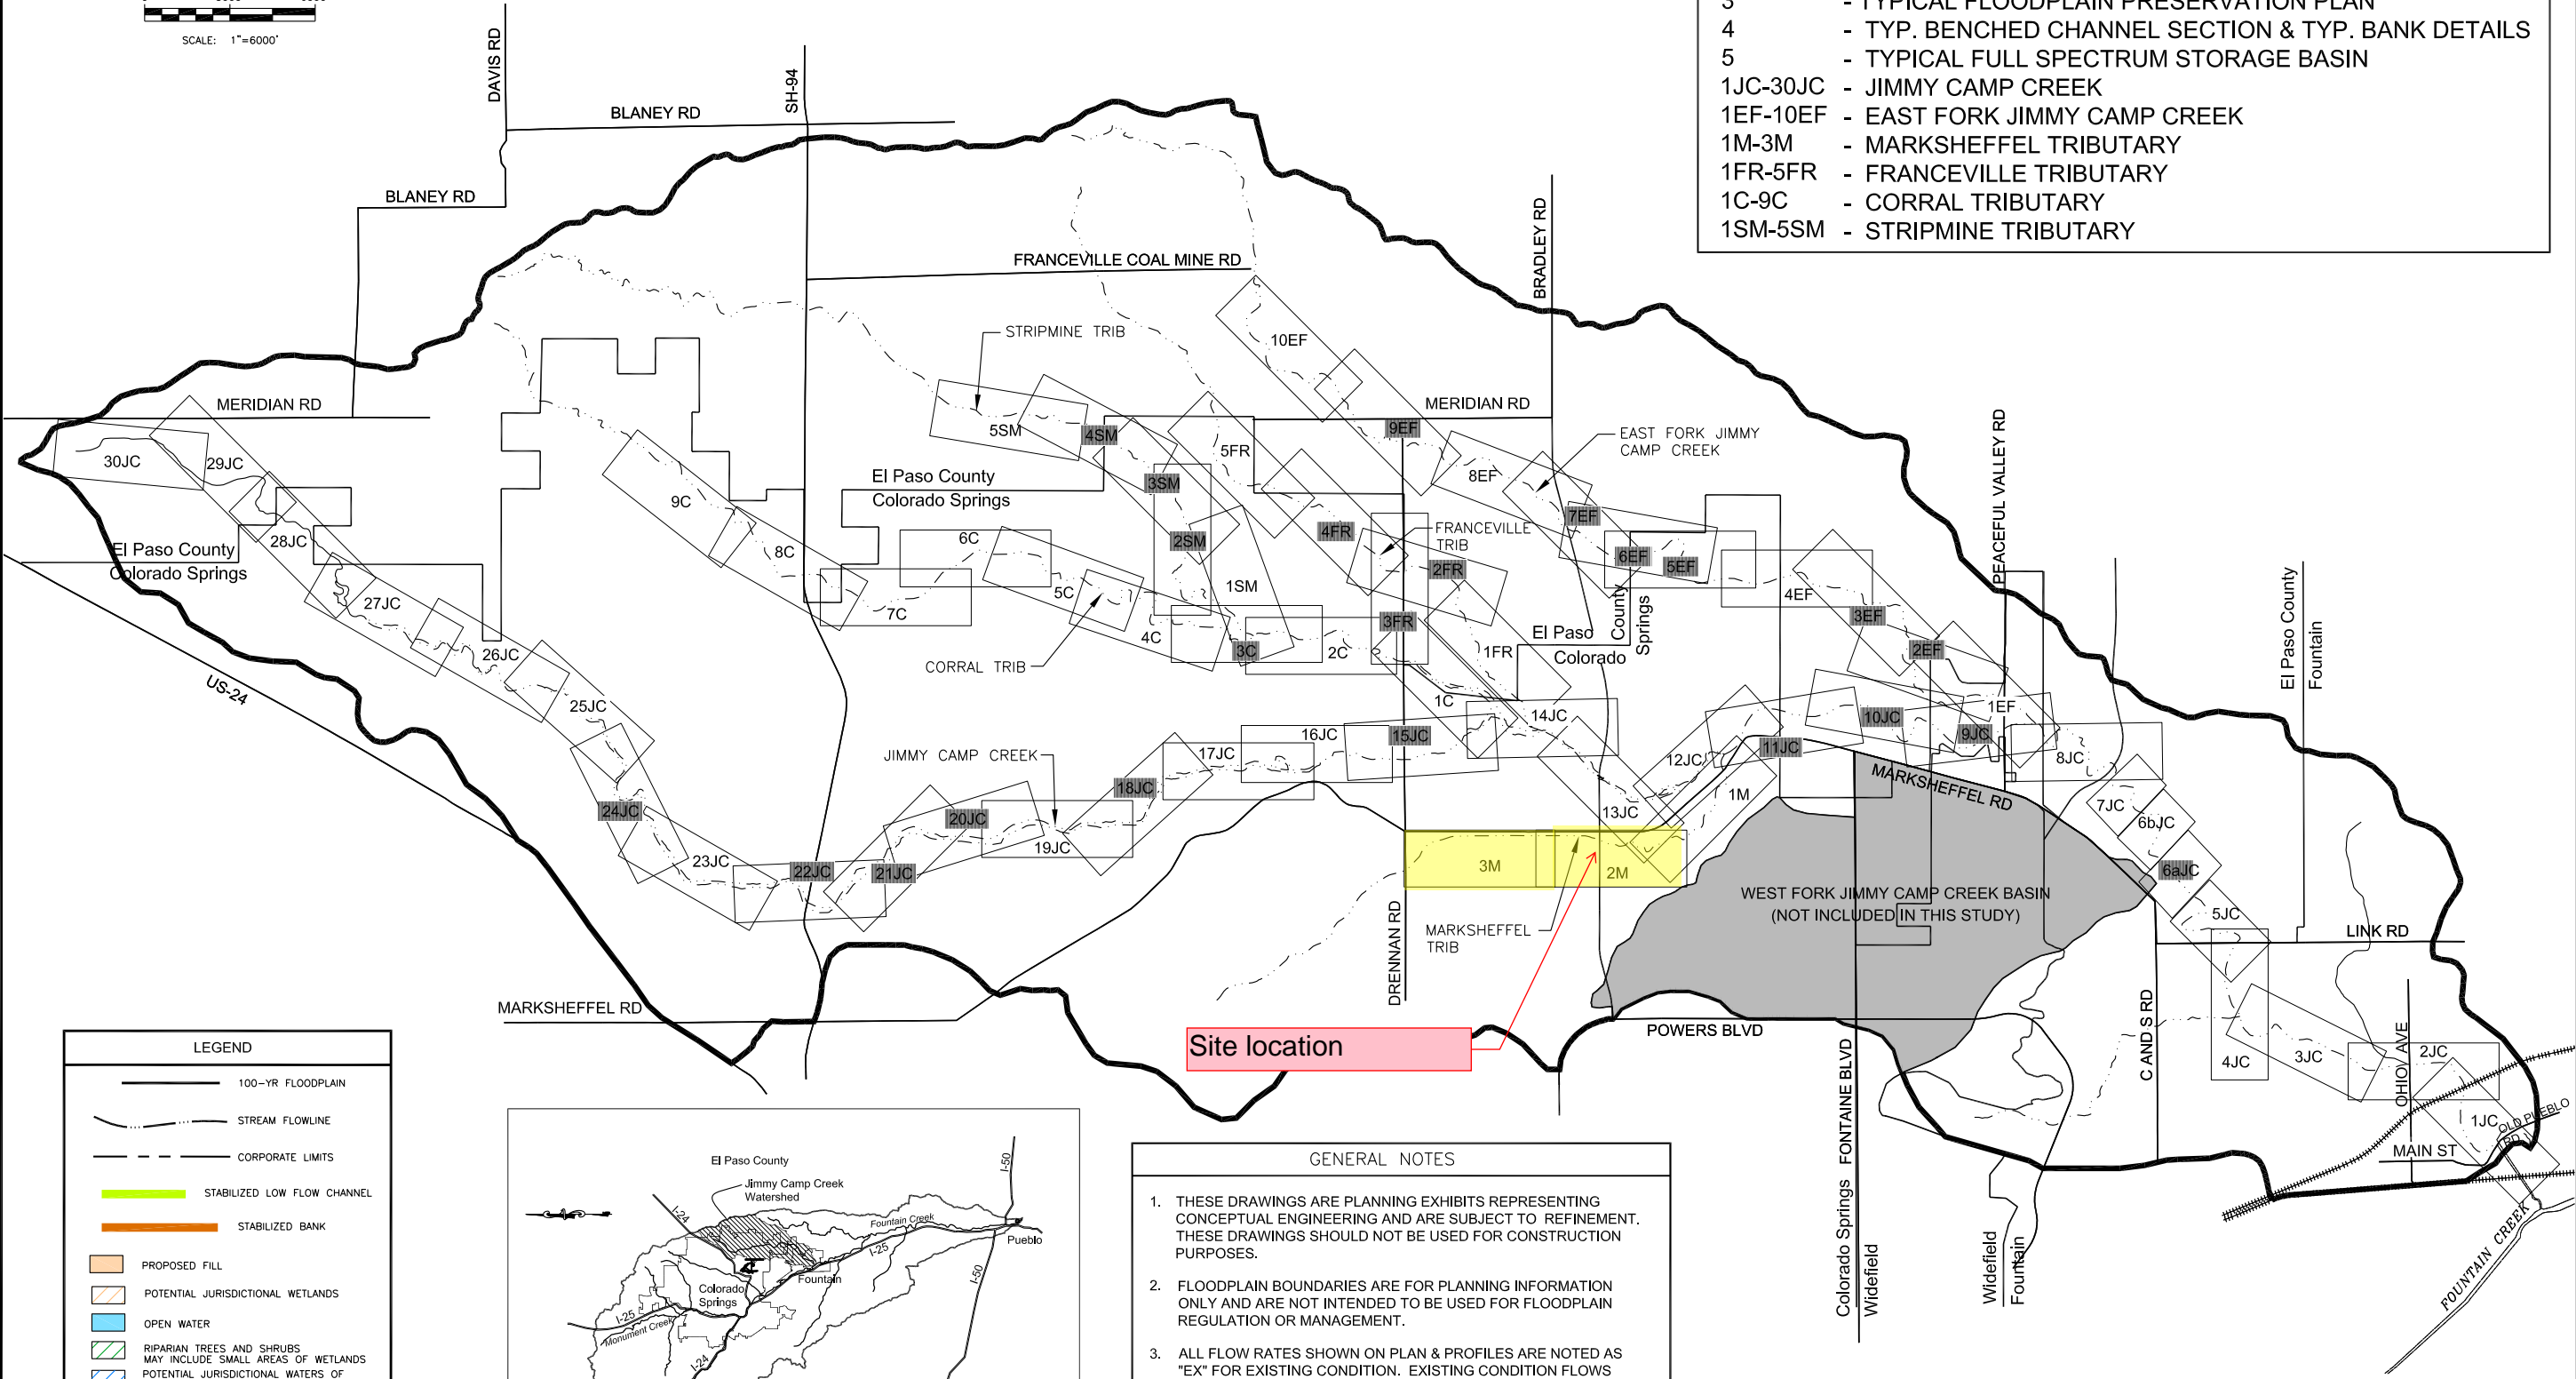 SCALE: 1"=6000'
3 - TYPICAL FLOODPLAIN PRESERVATION PLAN
4 - TYP. BENCHED CHANNEL SECTION & TYP. BANK DETAILS
5 - TYPICAL FULL SPECTRUM STORAGE BASIN
1JC-30JC - JIMMY CAMP CREEK
1EF-10EF - EAST FORK JIMMY CAMP CREEK
1M-3M - MARKSHEFFEL TRIBUTARY
1FR-5FR - FRANCEVILLE TRIBUTARY
1C-9C - CORRAL TRIBUTARY
1SM-5SM - STRIPMINE TRIBUTARY
DAVIS RD
SH-94
BLANEY RD
BLANEY RD
FRANCEVILLE COAL MINE RD
BRADLEY RD
STRIPMINE TRIB
10EF
MERIDIAN RD
MERIDIAN RD
5SM
4SM
9EF
EAST FORK JIMMY
CAMP CREEK
PEACEFUL VALLEY RD
30JC
29JC
5FR
8EF
El Paso County
Colorado Springs
3SM
9C
7EF
28JC
El Paso County
Colorado Springs
8C
6C
2SM
4FR
FRANCEVILLE
TRIB
6EF
5EF
2FR
27JC
5C
1SM
7C
4C
3C
2C
3FR
1FR
El Paso County
Colorado Springs
4EF
3EF
2EF
El Paso County
Fountain
26JC
CORRAL TRIB
US-24
25JC
1C
14JC
1EF
10JC
9JC
16JC
15JC
11JC
JIMMY CAMP CREEK
17JC
12JC
8JC
MARKSHEFFEL RD
18JC
1M
7JC
24JC
20JC
13JC
6bJC
19JC
23JC
22JC
21JC
3M
2M
6aJC
WEST FORK JIMMY CAMP CREEK BASIN
(NOT INCLUDED IN THIS STUDY)
5JC
LINK RD
DRENNAN RD
MARKSHEFFEL
TRIB
MARKSHEFFEL RD
Site location
POWERS BLVD
C AND S RD
4JC
3JC
2JC
OHIO AVE
1JC
OLD PUEBLO
RD
MAIN ST
FOUNTAIN CREEK
Colorado Springs FONTAINE BLVD
Widefield
Widefield
Fountain
LEGEND
100-YR FLOODPLAIN
STREAM FLOWLINE
CORPORATE LIMITS
STABILIZED LOW FLOW CHANNEL
STABILIZED BANK
PROPOSED FILL
POTENTIAL JURISDICTIONAL WETLANDS
OPEN WATER
RIPARIAN TREES AND SHRUBS
MAY INCLUDE SMALL AREAS OF WETLANDS
POTENTIAL JURISDICTIONAL WATERS OF
El Paso County
Jimmy Camp Creek
Watershed
I-50
I-24
Fountain Creek
I-25
Pueblo
Fountain
Colorado
Springs
I-50
I-25
Monument Creek
I-24
GENERAL NOTES
1. THESE DRAWINGS ARE PLANNING EXHIBITS REPRESENTING
CONCEPTUAL ENGINEERING AND ARE SUBJECT TO REFINEMENT.
THESE DRAWINGS SHOULD NOT BE USED FOR CONSTRUCTION
PURPOSES.
2. FLOODPLAIN BOUNDARIES ARE FOR PLANNING INFORMATION
ONLY AND ARE NOT INTENDED TO BE USED FOR FLOODPLAIN
REGULATION OR MANAGEMENT.
3. ALL FLOW RATES SHOWN ON PLAN & PROFILES ARE NOTED AS
"EX" FOR EXISTING CONDITION. EXISTING CONDITION FLOWS